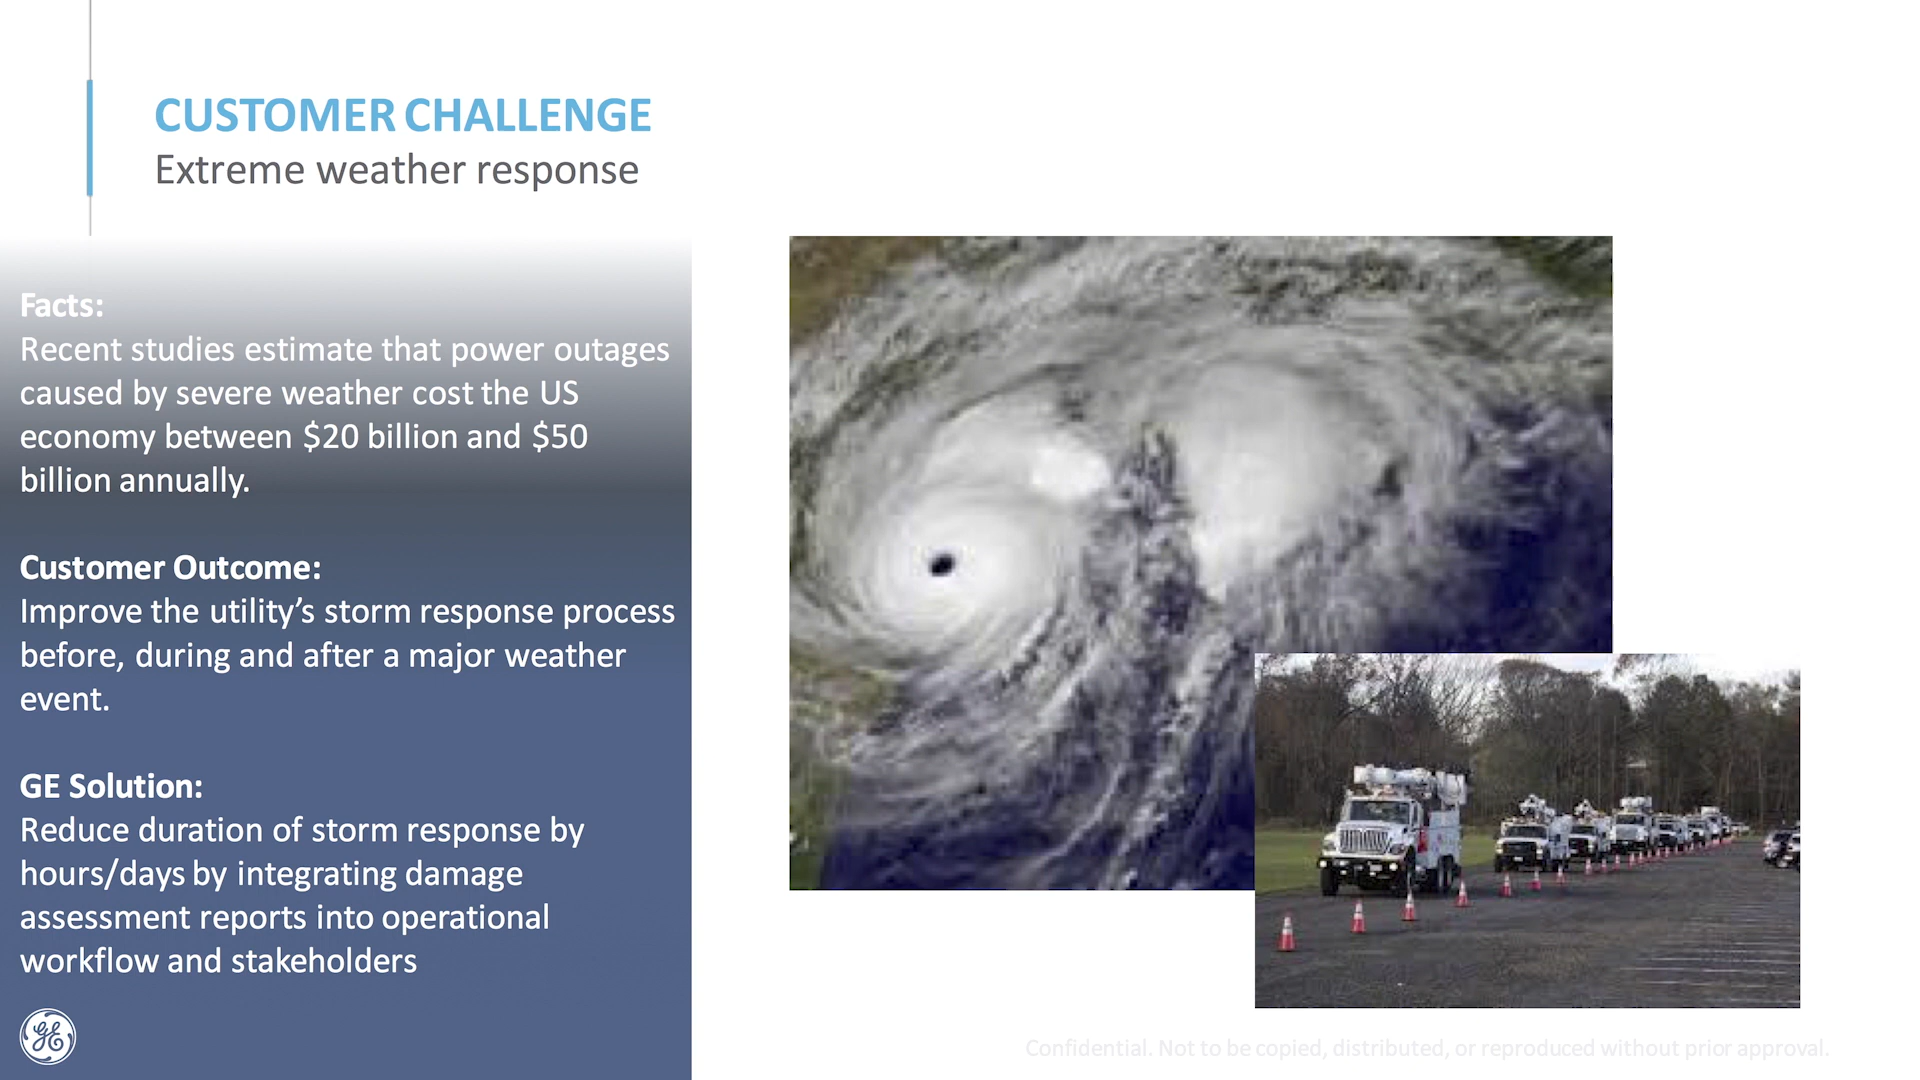 CUSTOMER CHALLENGE
Extreme weather response
Facts:
Recent studies estimate that power outages
caused by severe weather cost the US
economy between $20 billion and $50
billion annually.
Customer Outcome:
Improve the utility’s storm response process
before, during and after a major weather
event.
GE Solution:
Reduce duration of storm response by
hours/days by integrating damage
assessment reports into operational
workflow and stakeholders
GE
Confidential. Not to be copied, distributed, or reproduced without prior approval.